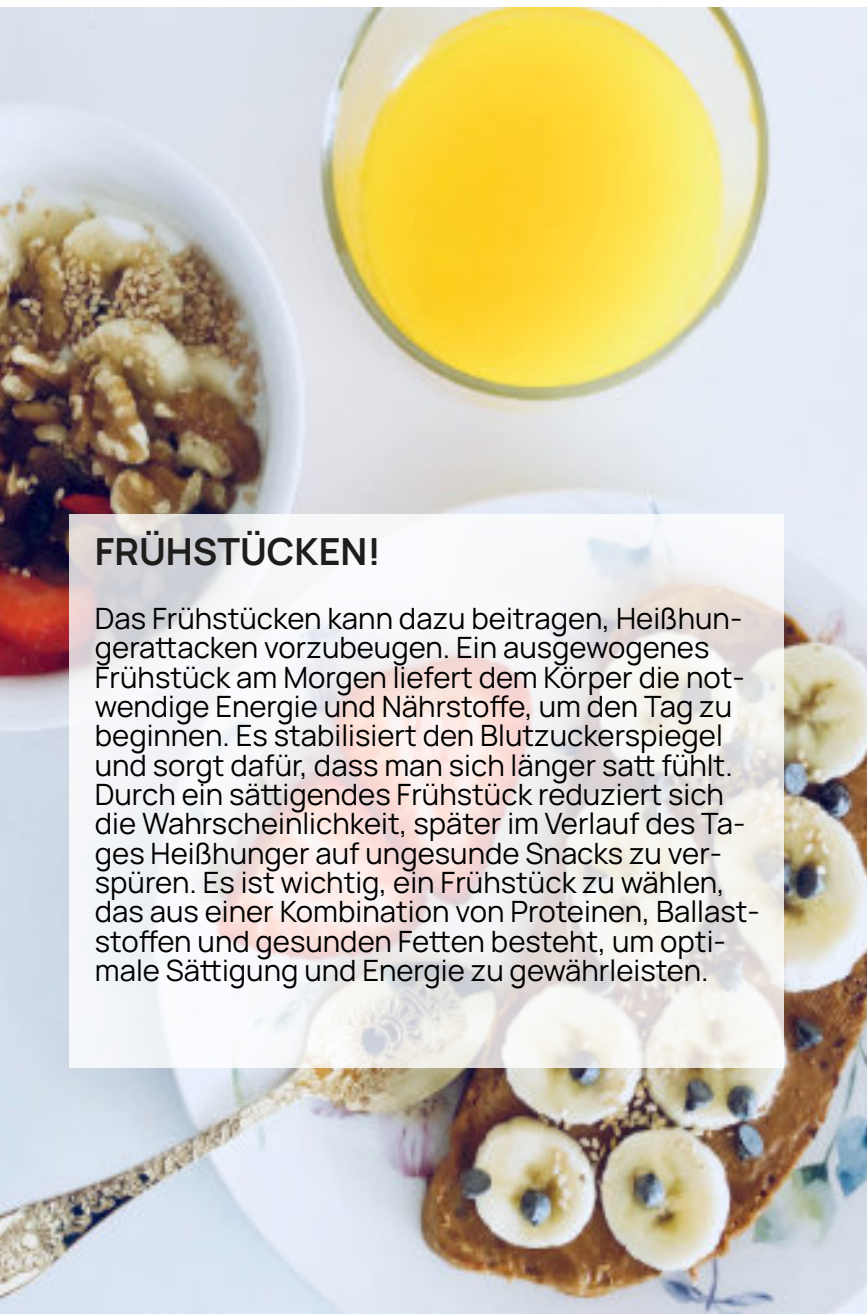 FRÜHSTÜCKEN!
Das Frühstücken kann dazu beitragen, Heißhun-
gerattacken vorzubeugen. Ein ausgewogenes
Frühstück am Morgen liefert dem Körper die not-
wendige Energie und Nährstoffe, um den Tag zu
beginnen. Es stabilisiert den Blutzuckerspiegel
und sorgt dafür, dass man sich länger satt fühlt.
Durch ein sättigendes Frühstück reduziert sich
die Wahrscheinlichkeit, später im Verlauf des Ta-
ges Heißhunger auf ungesunde Snacks zu ver-
spüren. Es ist wichtig, ein Frühstück zu wählen,
das aus einer Kombination von Proteinen, Ballast-
stoffen und gesunden Fetten besteht, um opti-
male Sättigung und Energie zu gewährleisten.